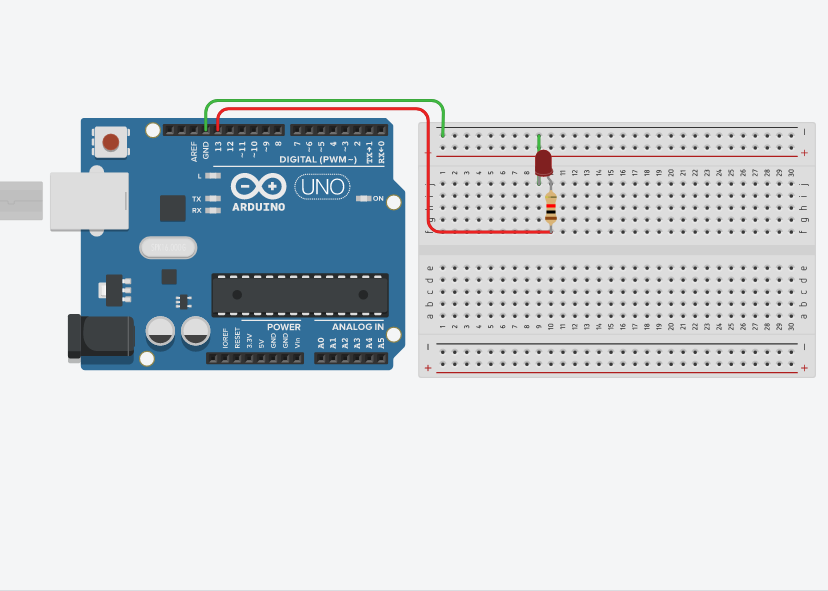 AREF
GND
13
12
~11
~10
~9
8
7
~6
~5
4
~3
2
TX→1
RX←0
DIGITAL (PWM~)
L
TX
RX
ARDUINO
UNO
ON
POWER
ANALOG IN
IOREF
RESET
3.3V
5V
GND
GND
Vin
A0
A1
A2
A3
A4
A5
−
−
+
+
1 2 3 4 5 6 7 8 9 10 11 12 13 14 15 16 17 18 19 20 21 22 23 24 25 26 27 28 29 30
j j
i i
h h
g g
f f
e e
d d
c c
b b
a a
1 2 3 4 5 6 7 8 9 10 11 12 13 14 15 16 17 18 19 20 21 22 23 24 25 26 27 28 29 30
− −
+ +